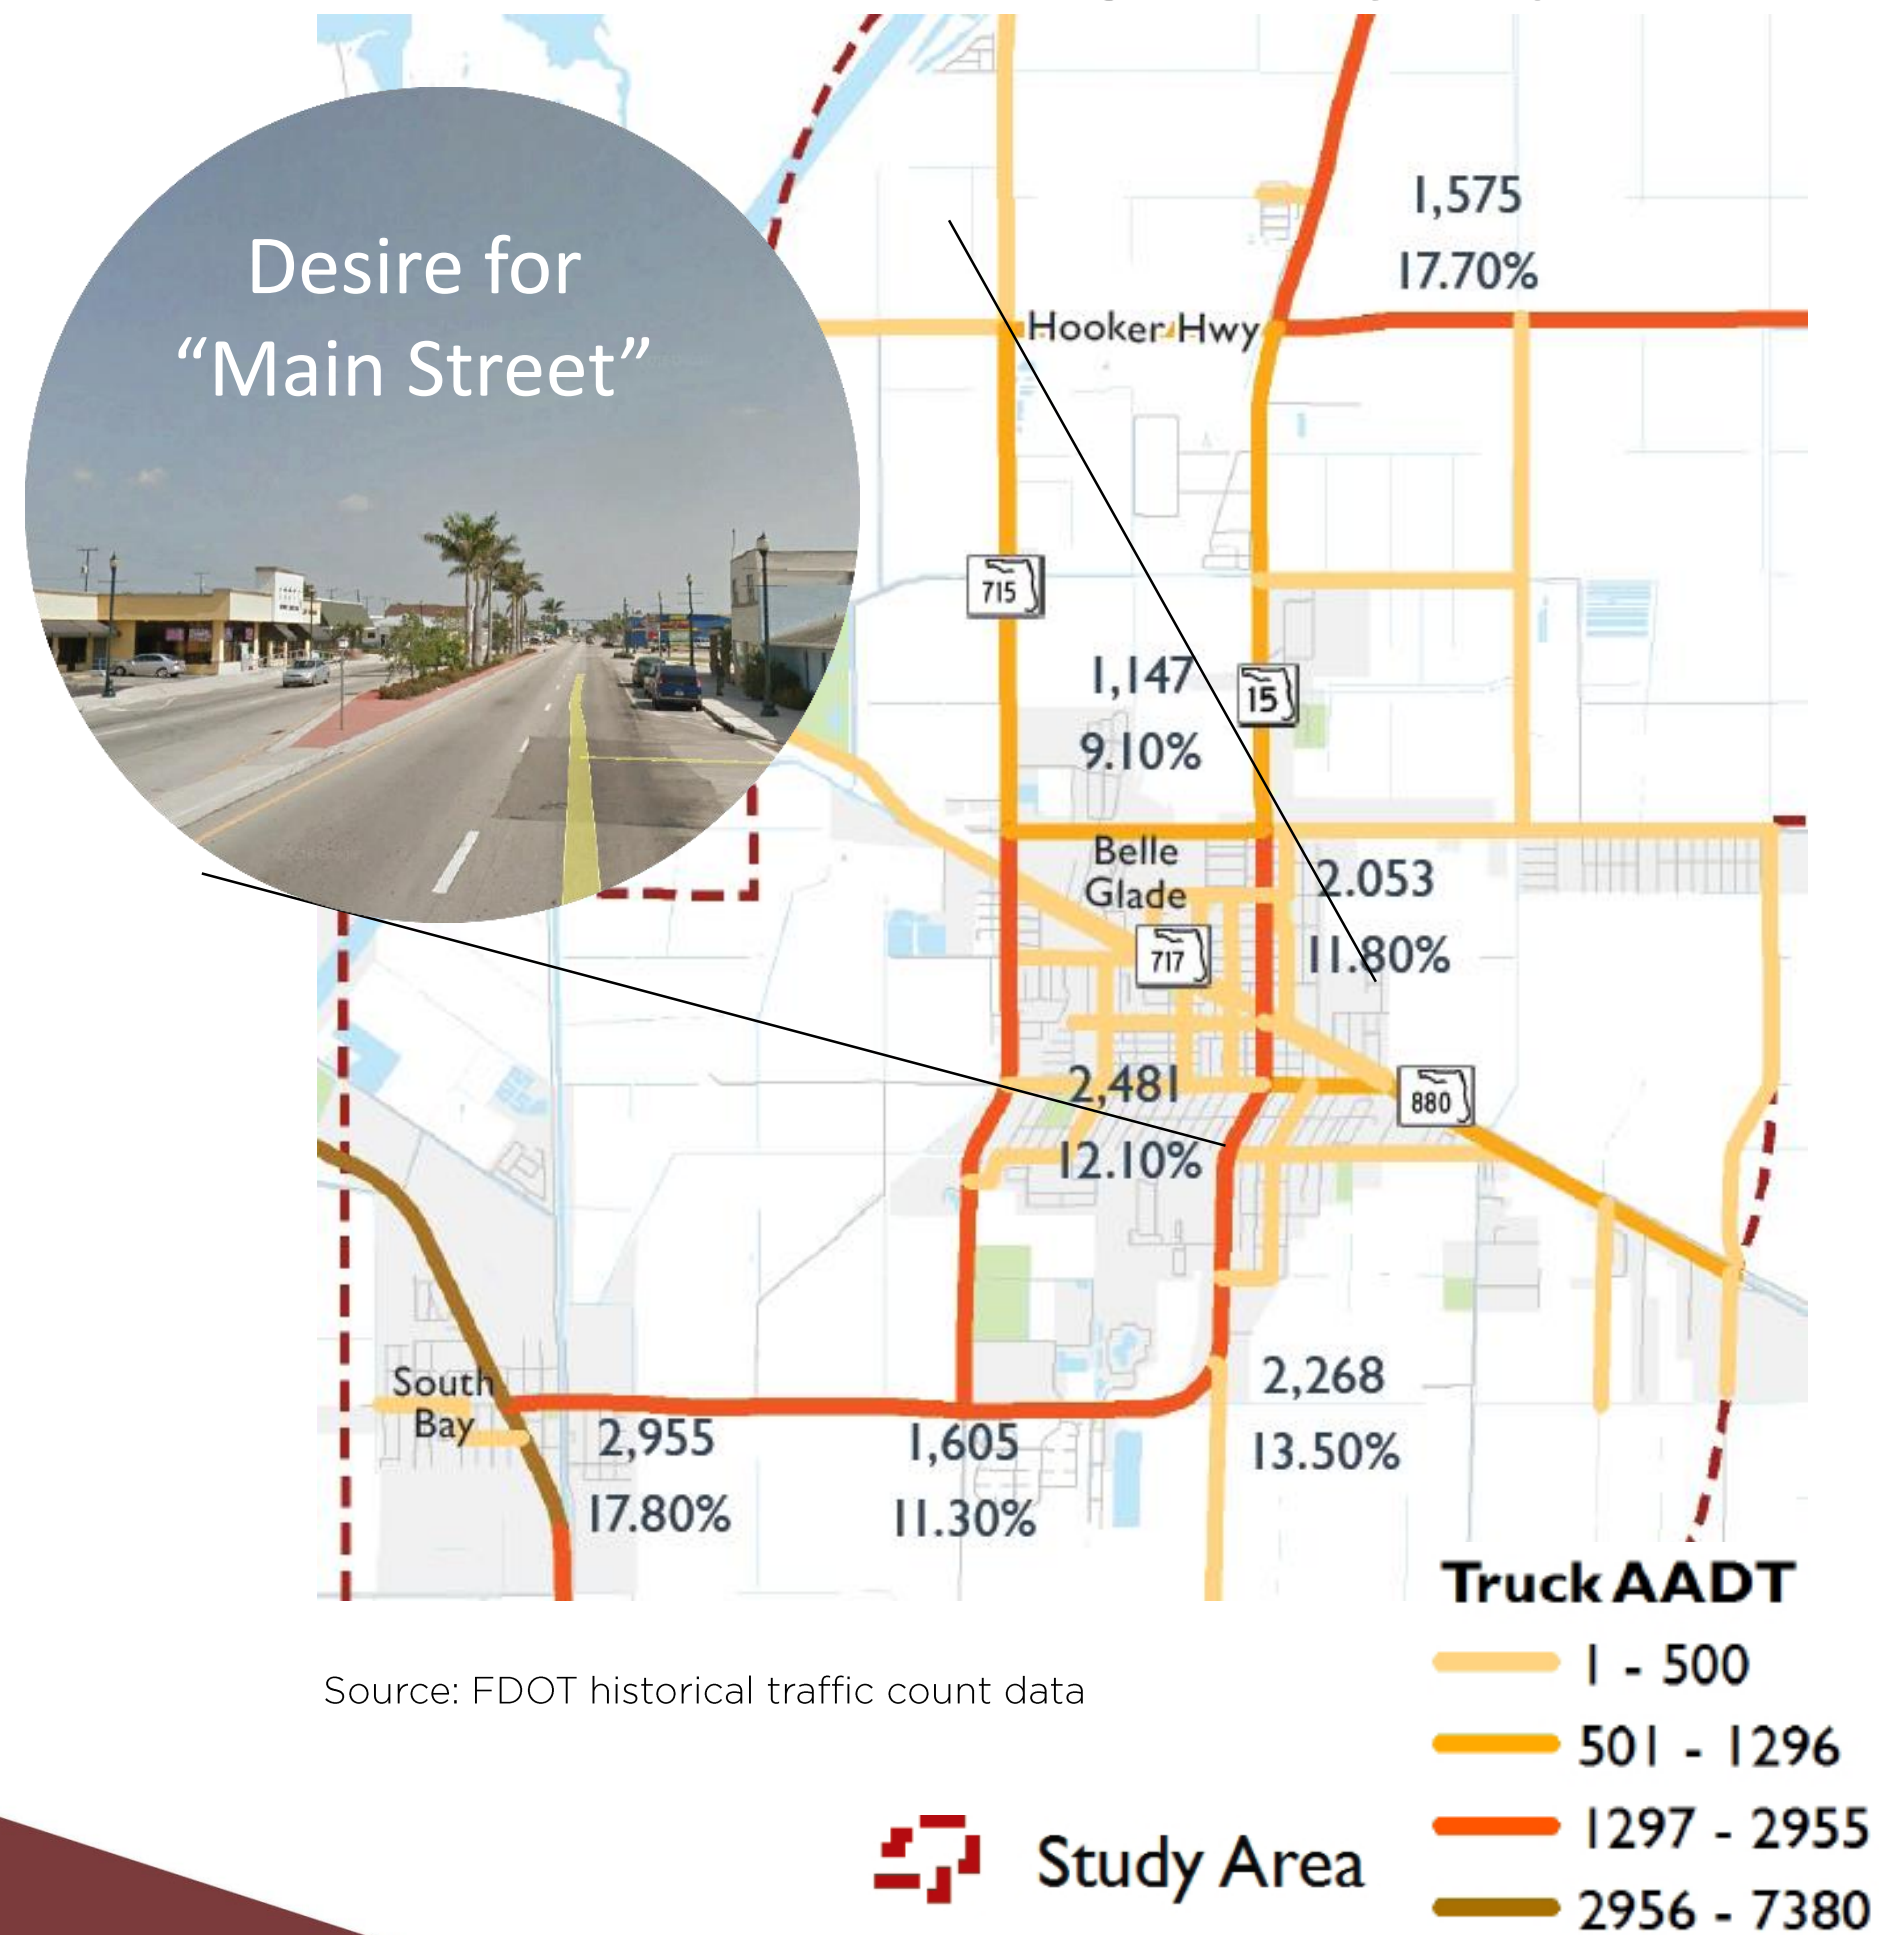 Desire for
“Main Street”
1,575
17.70%
Hooker Hwy
715
1,147
9.10%
15
Belle
Glade
2.053
11.80%
717
2,481
12.10%
880
South
Bay
2,955
17.80%
1,605
11.30%
2,268
13.50%
Truck AADT
1 - 500
501 - 1296
1297 - 2955
2956 - 7380
Source: FDOT historical traffic count data
Study Area